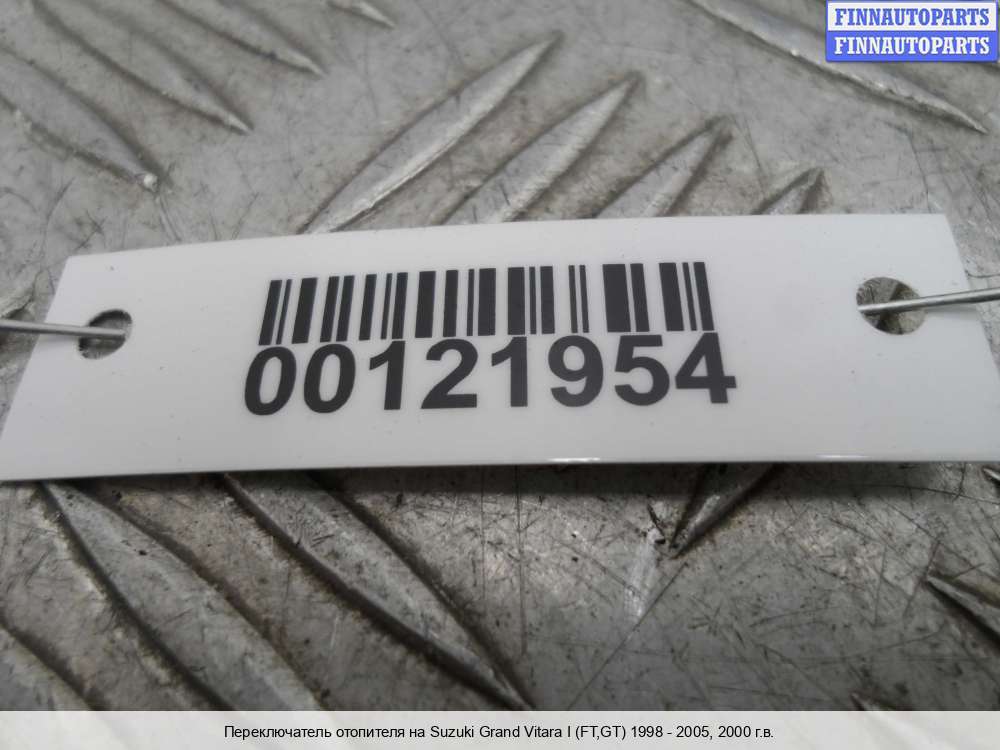 FINNAUTOPARTS
FINNAUTOPARTS
00121954
Переключатель отопителя на Suzuki Grand Vitara I (FT,GT) 1998 - 2005, 2000 г.в.